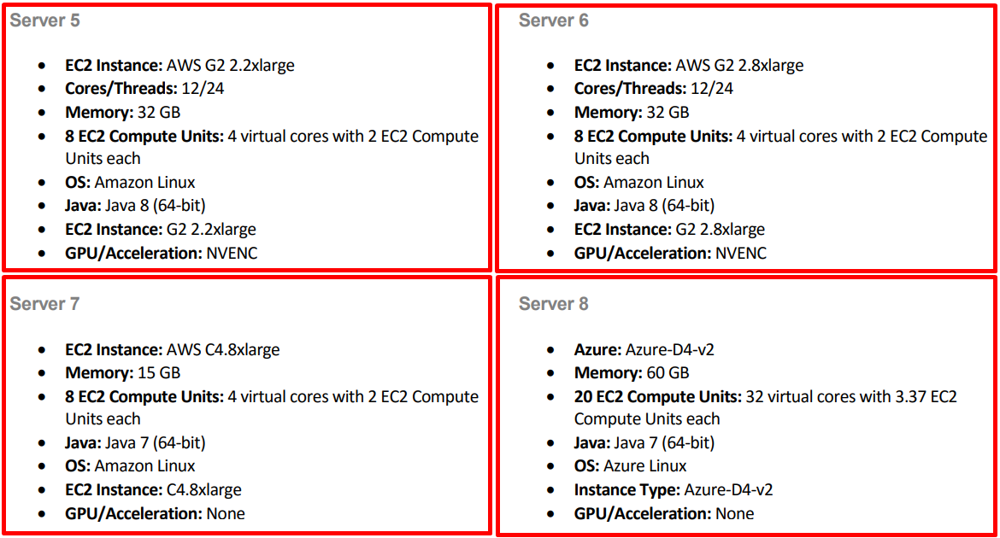 Server 5
• EC2 Instance: AWS G2 2.2xlarge
• Cores/Threads: 12/24
• Memory: 32 GB
• 8 EC2 Compute Units: 4 virtual cores with 2 EC2 Compute
Units each
• OS: Amazon Linux
• Java: Java 8 (64-bit)
• EC2 Instance: G2 2.2xlarge
• GPU/Acceleration: NVENC
Server 6
• EC2 Instance: AWS G2 2.8xlarge
• Cores/Threads: 12/24
• Memory: 32 GB
• 8 EC2 Compute Units: 4 virtual cores with 2 EC2 Compute
Units each
• OS: Amazon Linux
• Java: Java 8 (64-bit)
• EC2 Instance: G2 2.8xlarge
• GPU/Acceleration: NVENC
Server 7
• EC2 Instance: AWS C4.8xlarge
• Memory: 15 GB
• 8 EC2 Compute Units: 4 virtual cores with 2 EC2 Compute
Units each
• Java: Java 7 (64-bit)
• OS: Amazon Linux
• EC2 Instance: C4.8xlarge
• GPU/Acceleration: None
Server 8
• Azure: Azure-D4-v2
• Memory: 60 GB
• 20 EC2 Compute Units: 32 virtual cores with 3.37 EC2
Compute Units each
• Java: Java 7 (64-bit)
• OS: Azure Linux
• Instance Type: Azure-D4-v2
• GPU/Acceleration: None